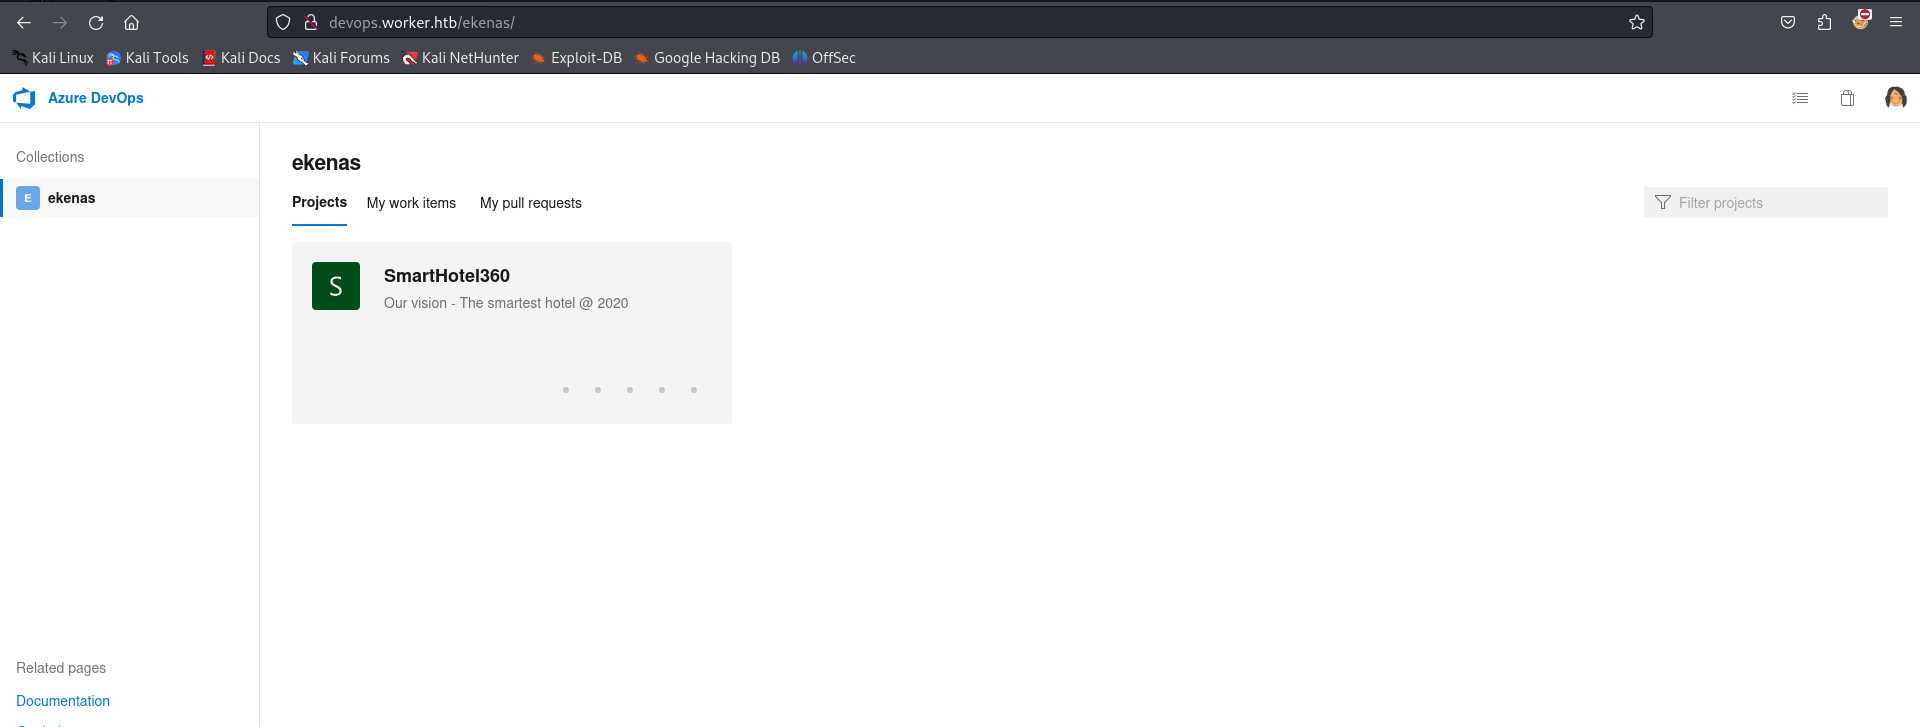 devops.worker.htb/ekenas/
Kali Linux Kali Tools Kali Docs Kali Forums Kali NetHunter Exploit-DB Google Hacking DB OffSec
Azure DevOps
Collections
E ekenas
ekenas
Projects My work items My pull requests
Filter projects
S
SmartHotel360
Our vision - The smartest hotel @ 2020
Related pages
Documentation